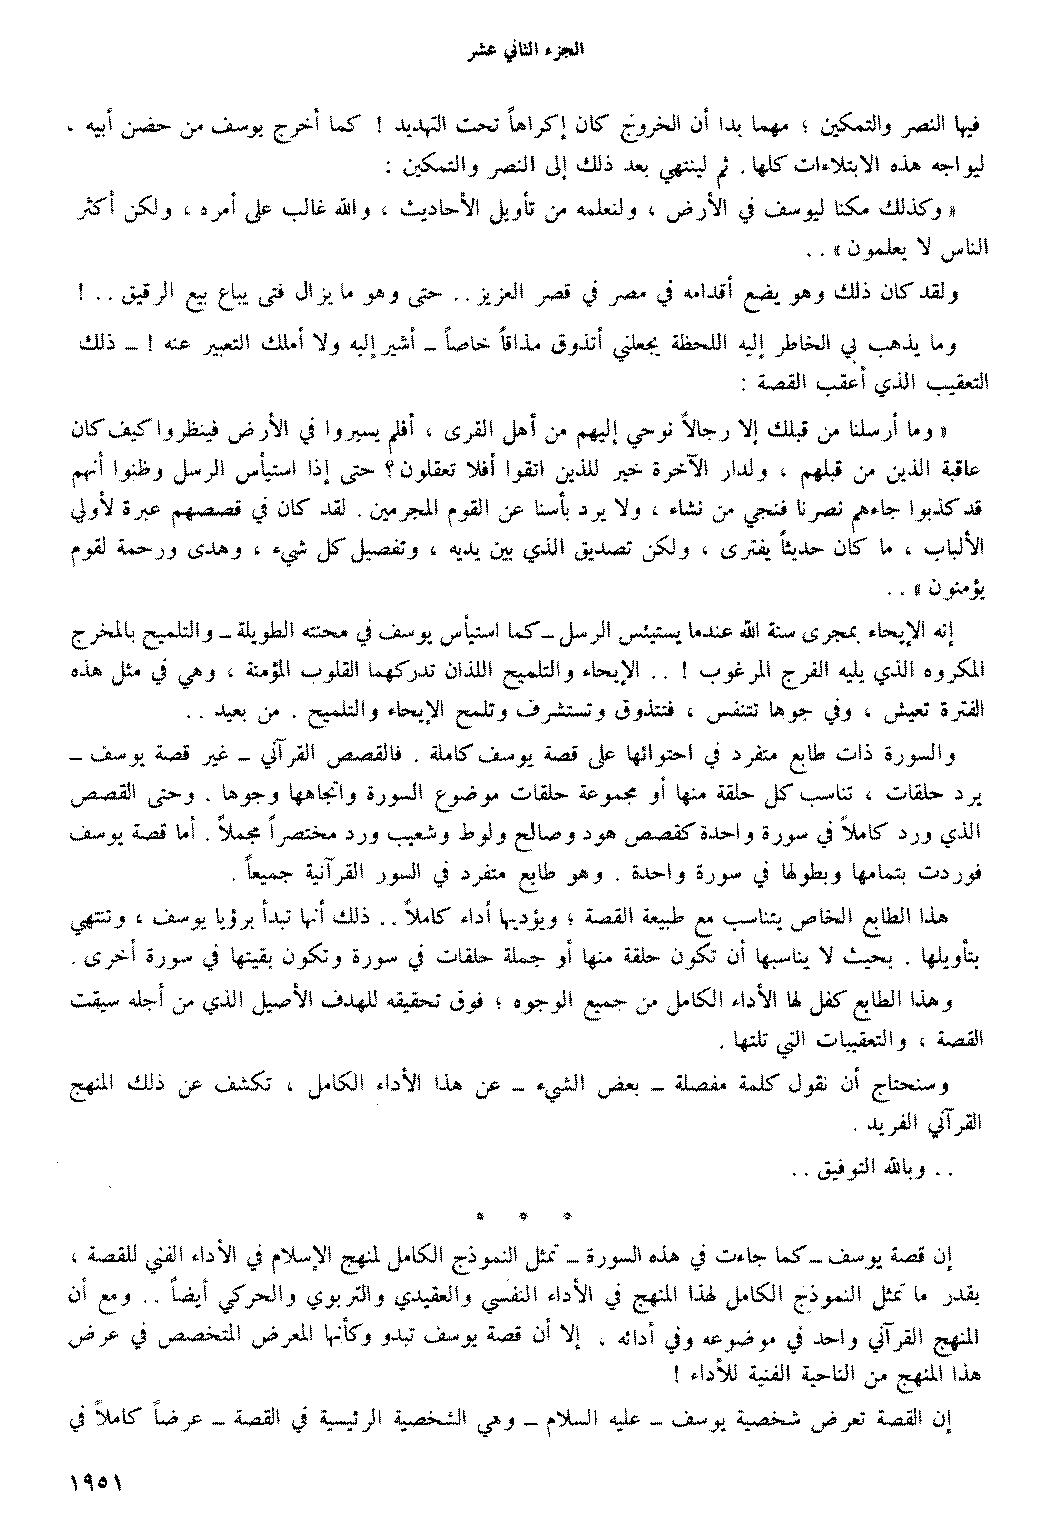 الجزء الثاني عشر
فيها النصر والتمكين ؛ مهما بدا أن الخروج كان إكراهاً تحت التهديد ! كما أخرج يوسف من حضن أبيه ،
ليواجه هذه الابتلاءات كلها . ثم لينتهي بعد ذلك إلى النصر والتمكين :
« وكذلك مكنا ليوسف في الأرض ، ولنعلمه من تأويل الأحاديث ، والله غالب على أمره ، ولكن أكثر
الناس لا يعلمون » . .
ولقد كان ذلك وهو يضع أقدامه في مصر في قصر العزيز . . حتى وهو ما يزال فتى يباع بيع الرقيق . . !
وما يذهب بي الخاطر إليه اللحظة يجعلني أتذوق مذاقاً خاصاً – أشير إليه ولا أملك التعبير عنه ! – ذلك
التعقيب الذي أعقب القصة :
« وما أرسلنا من قبلك إلا رجالاً نوحي إليهم من أهل القرى ، أفلم يسيروا في الأرض فينظروا كيف كان
عاقبة الذين من قبلهم ، ولدار الآخرة خير للذين اتقوا أفلا تعقلون ؟ حتى إذا استيأس الرسل وظنوا أنهم
قد كذبوا جاءهم نصرنا فنجي من نشاء ، ولا يرد بأسنا عن القوم المجرمين . لقد كان في قصصهم عبرة لأولي
الألباب ، ما كان حديثاً يفترى ، ولكن تصديق الذي بين يديه ، وتفصيل كل شيء ، وهدى ورحمة لقوم
يؤمنون » . .
إنه الإيحاء بمجرى سنة الله عندما يستيئس الرسل – كما استيأس يوسف في محنته الطويلة – والتلميح بالمخرج
المكروه الذي يليه الفرج المرغوب ! . . الإيحاء والتلميح اللذان تدركهما القلوب المؤمنة ، وهي في مثل هذه
الفترة تعيش ، وفي جوها تتنفس ، فتتذوق وتستشرف وتلمح الإيحاء والتلميح . من بعيد . .
والسورة ذات طابع متفرد في احتوائها على قصة يوسف كاملة . فالقصص القرآني – غير قصة يوسف –
يرد حلقات ، تناسب كل حلقة منها أو مجموعة حلقات موضوع السورة واتجاهها وجوها . وحتى القصص
الذي ورد كاملاً في سورة واحدة كقصص هود وصالح ولوط وشعيب ورد مختصراً مجملاً . أما قصة يوسف
فوردت بتمامها وبطولها في سورة واحدة . وهو طابع متفرد في السور القرآنية جميعاً .
هذا الطابع الخاص يتناسب مع طبيعة القصة ؛ ويؤديها أداء كاملاً . . ذلك أنها تبدأ برؤيا يوسف ، وتنتهي
بتأويلها . بحيث لا يناسبها أن تكون حلقة منها أو جملة حلقات في سورة وتكون بقيتها في سورة أخرى .
وهذا الطابع كفل لها الأداء الكامل من جميع الوجوه ؛ فوق تحقيقه للهدف الأصيل الذي من أجله سيقت
القصة ، والتعقيبات التي تلتها .
وسنحتاج أن نقول كلمة مفصلة – بعض الشيء – عن هذا الأداء الكامل ، تكشف عن ذلك المنهج
القرآني الفريد .
. . وبالله التوفيق . .
* * *
إن قصة يوسف – كما جاءت في هذه السورة – تمثل النموذج الكامل لمنهج الإسلام في الأداء الفني للقصة ،
بقدر ما تمثل النموذج الكامل لهذا المنهج في الأداء النفسي والعقيدي والتربوي والحركي أيضاً . . ومع أن
المنهج القرآني واحد في موضوعه وفي أدائه ، إلا أن قصة يوسف تبدو وكأنها المعرض المتخصص في عرض
هذا المنهج من الناحية الفنية للأداء !
إن القصة تعرض شخصية يوسف – عليه السلام – وهي الشخصية الرئيسية في القصة – عرضاً كاملاً في
١٩٥١